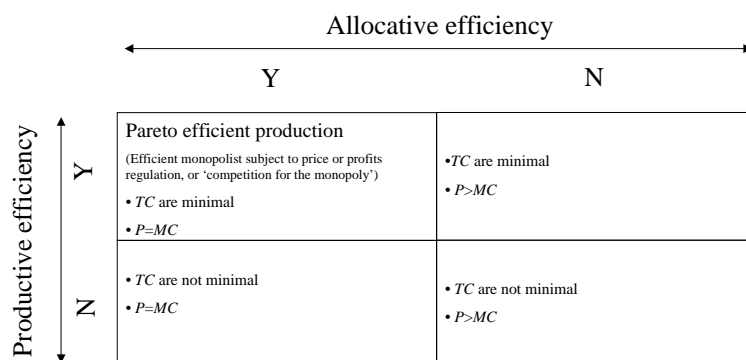 Allocative efficiency
Y
N
Productive efficiency
Y
N
Pareto efficient production
(Efficient monopolist subject to price or profits
regulation, or ‘competition for the monopoly’)
• TC are minimal
• P=MC
•TC are minimal
• P>MC
• TC are not minimal
• P=MC
• TC are not minimal
• P>MC